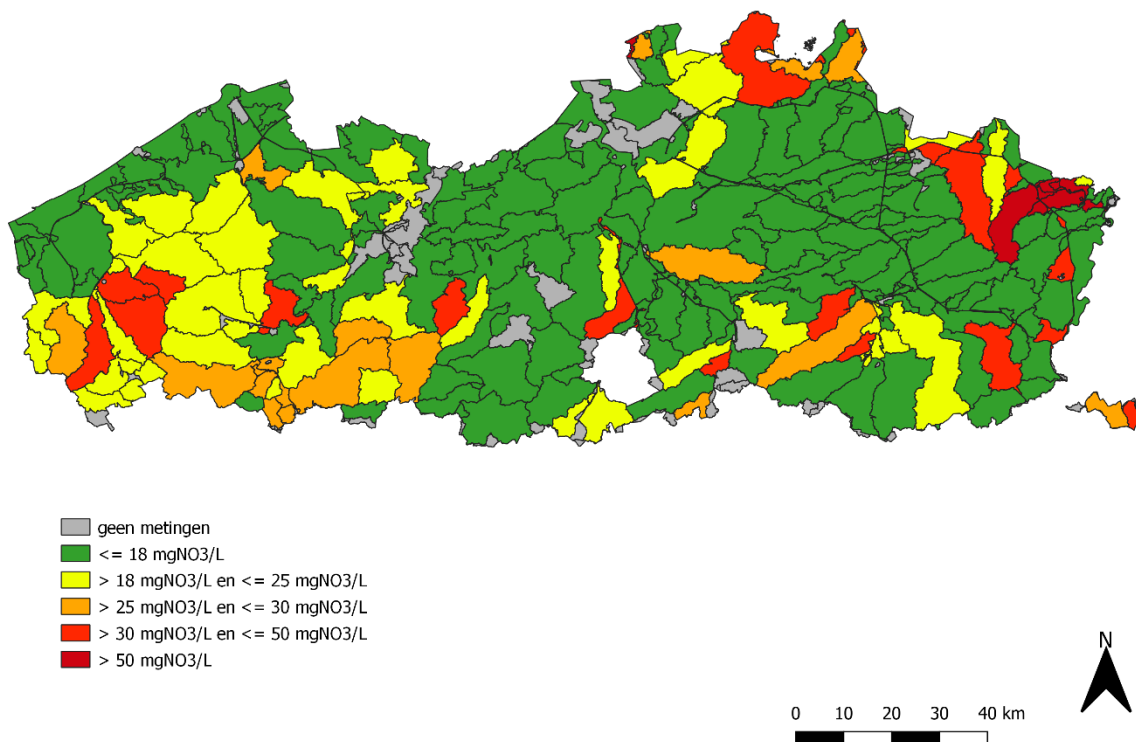 geen metingen
<= 18 mgNO3/L
> 18 mgNO3/L en <= 25 mgNO3/L
> 25 mgNO3/L en <= 30 mgNO3/L
> 30 mgNO3/L en <= 50 mgNO3/L
> 50 mgNO3/L
N
0 10 20 30 40 km